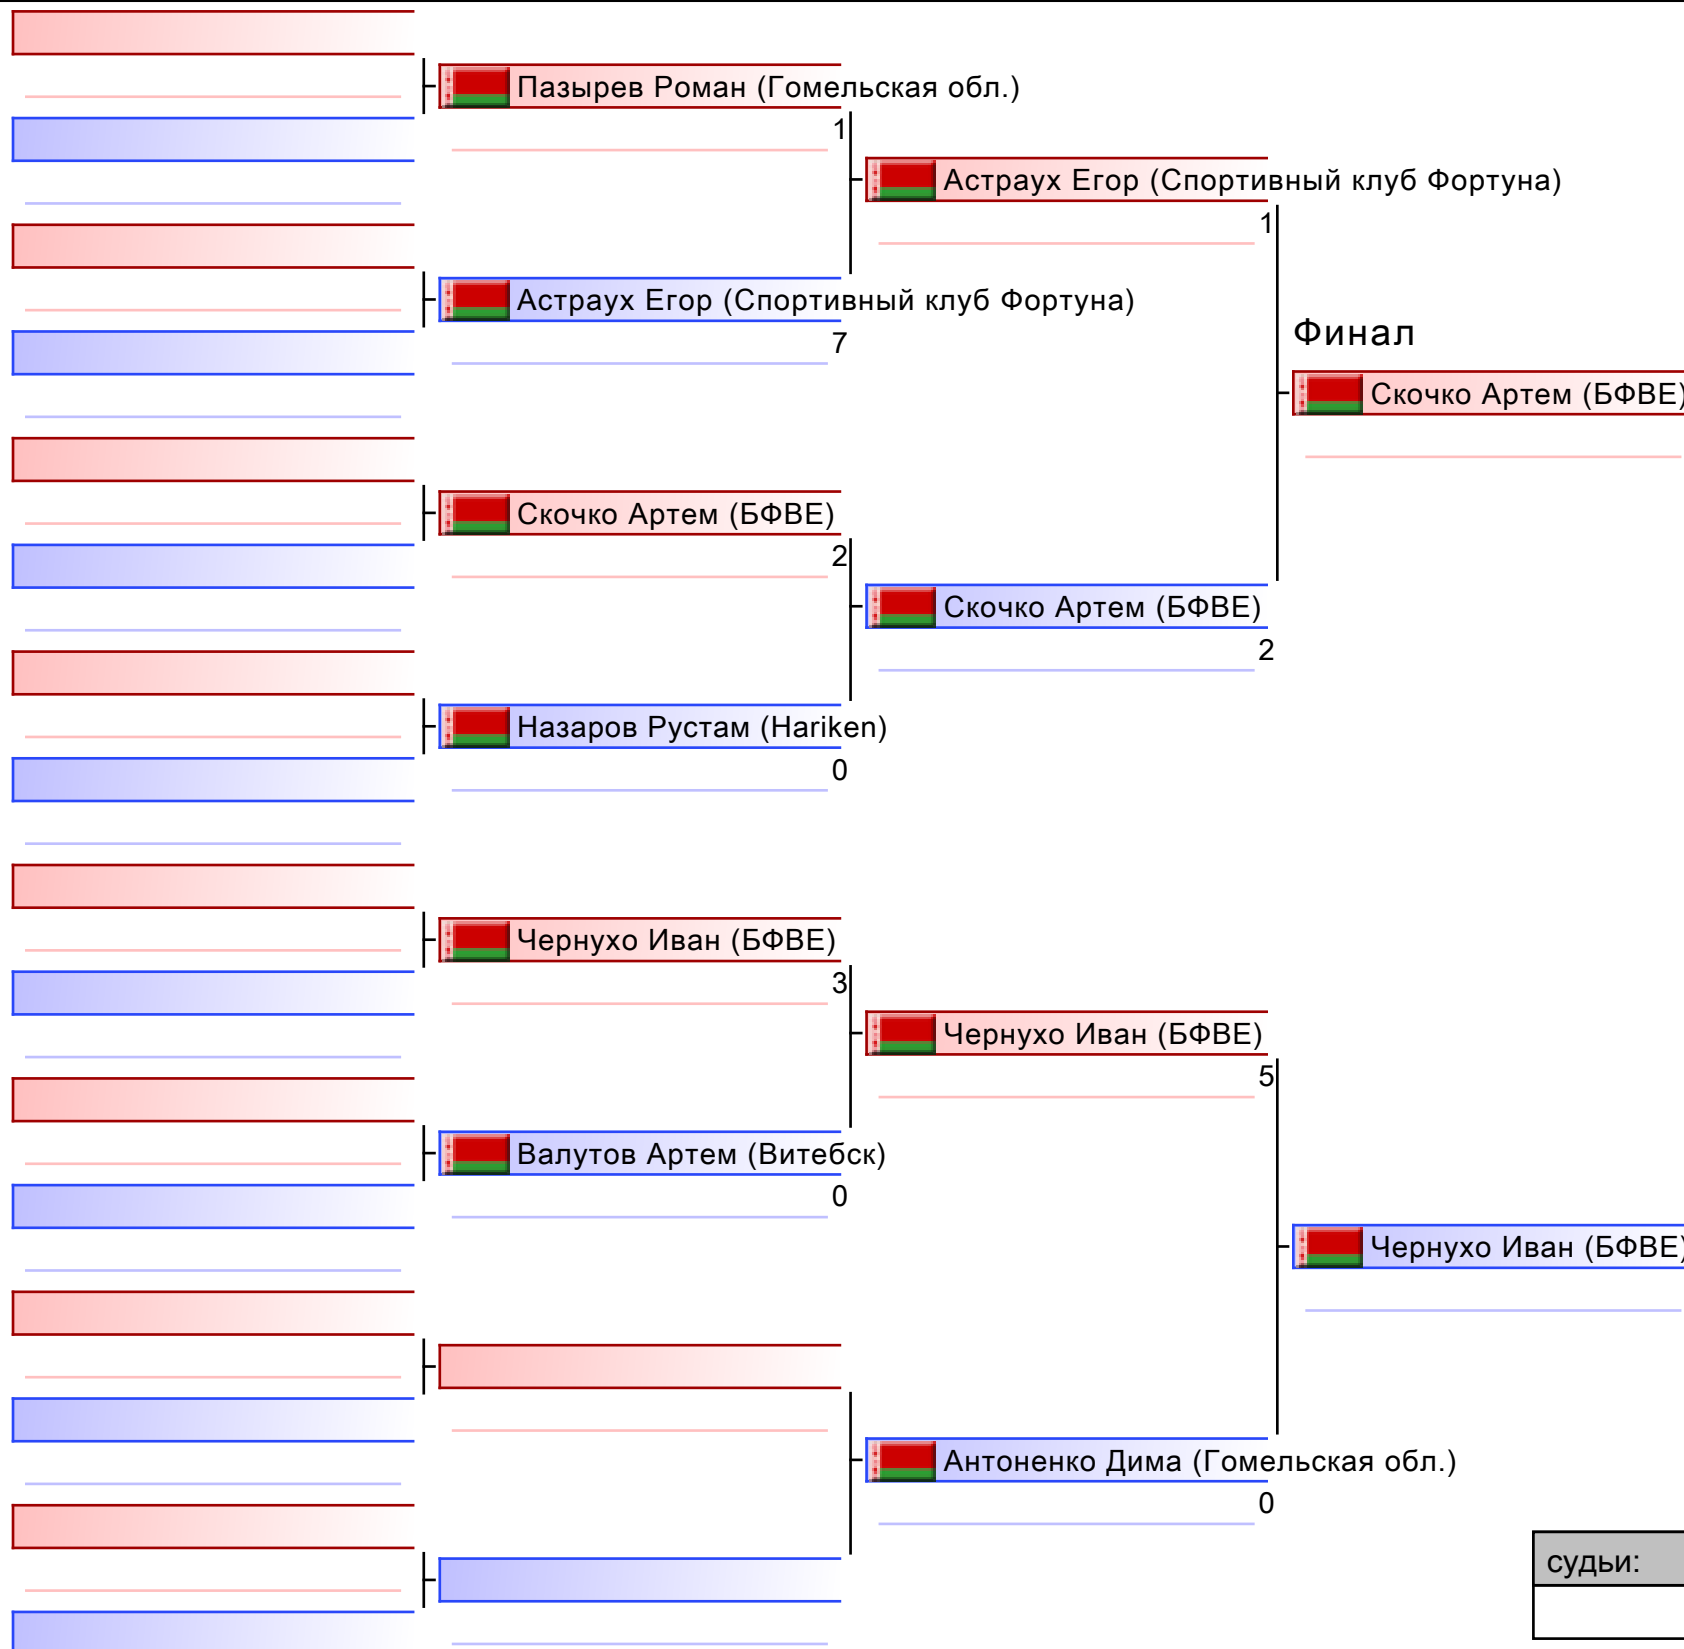 Пазырев Роман (Гомельская обл.)
1
Астраух Егор (Спортивный клуб Фортуна)
1
Астраух Егор (Спортивный клуб Фортуна)
7
Финал
Скочко Артем (БФВЕ)
Скочко Артем (БФВЕ)
2
Скочко Артем (БФВЕ)
2
Назаров Рустам (Hariken)
0
Чернухо Иван (БФВЕ)
3
Чернухо Иван (БФВЕ)
5
Валутов Артем (Витебск)
0
Чернухо Иван (БФВЕ)
Антоненко Дима (Гомельская обл.)
0
судьи: